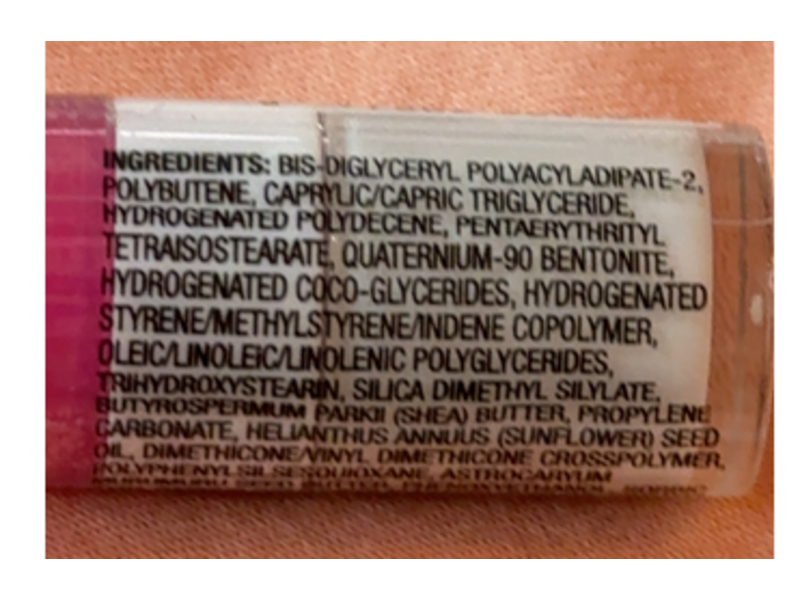 INGREDIENTS: BIS-DIGLYCERYL POLYACYLADIPATE-2,
POLYBUTENE, CAPRYLIC/CAPRIC TRIGLYCERIDE,
HYDROGENATED POLYDECENE, PENTAERYTHRITYL
TETRAISOSTEARATE, QUATERNIUM-90 BENTONITE,
HYDROGENATED COCO-GLYCERIDES, HYDROGENATED
STYRENE/METHYLSTYRENE/INDENE COPOLYMER,
OLEIC/LINOLEIC/LINOLENIC POLYGLYCERIDES,
TRIHYDROXYSTEARIN, SILICA DIMETHYL SILYLATE,
BUTYROSPERMUM PARKII (SHEA) BUTTER, PROPYLENE
CARBONATE, HELIANTHUS ANNUUS (SUNFLOWER) SEED
OIL, DIMETHICONE/VINYL DIMETHICONE CROSSPOLYMER,
POLYPHENYLSILSESQUIOXANE, ASTROCARYUM